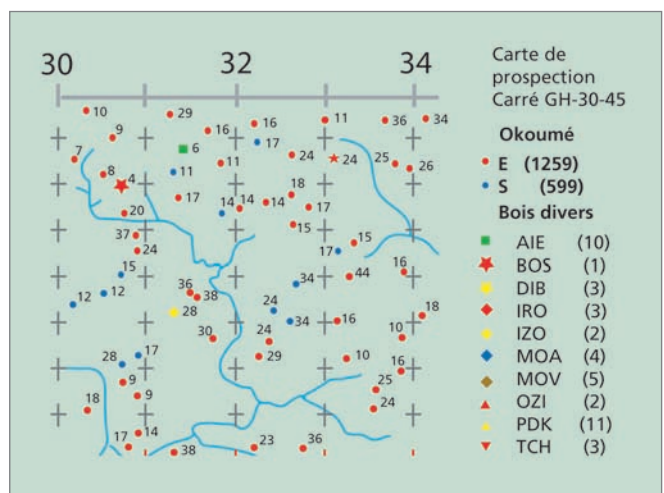 30 32 34
Carte de
prospection
Carré GH-30-45
Okoumé
E (1259)
S (599)
Bois divers
AIE (10)
BOS (1)
DIB (3)
IRO (3)
IZO (2)
MOA (4)
MOV (5)
OZI (2)
PDK (11)
TCH (3)
10 29 11 36 34
9 16 16
6 17
7 24 24 25 26
8 4 11 11
18
20 17 14 14 14 17
15
37
24 17 15
15 44 16
12 12 36 38 34
28 24 34 16 18
30 24 10
28 17 29 10 16
9
9 25
18 24
17 14 38 23 36